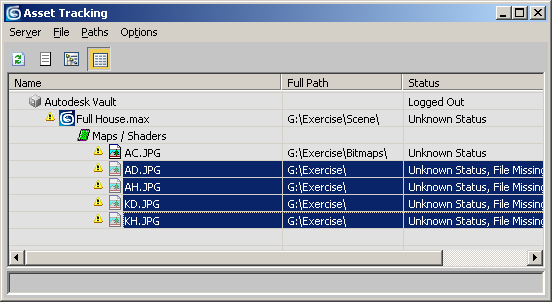 Asset Tracking
Server File Paths Options
Name Full Path Status
Autodesk Vault Logged Out
Full House.max G:\Exercise\Scene\ Unknown Status
Maps / Shaders
AC.JPG G:\Exercise\Bitmaps\ Unknown Status
AD.JPG G:\Exercise\ Unknown Status, File Missing
AH.JPG G:\Exercise\ Unknown Status, File Missing
KD.JPG G:\Exercise\ Unknown Status, File Missing
KH.JPG G:\Exercise\ Unknown Status, File Missing